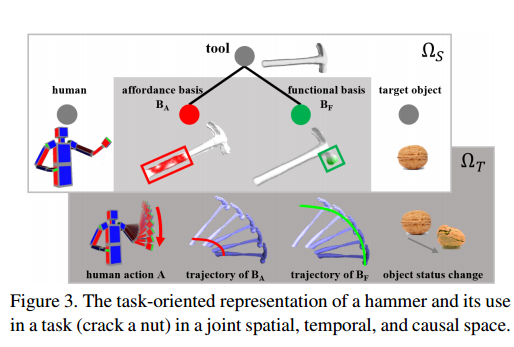 tool
Ω_S
human
affordance basis
B_A
functional basis
B_F
target object
Ω_T
human action A
trajectory of B_A
trajectory of B_F
object status change
Figure 3. The task-oriented representation of a hammer and its use
in a task (crack a nut) in a joint spatial, temporal, and causal space.